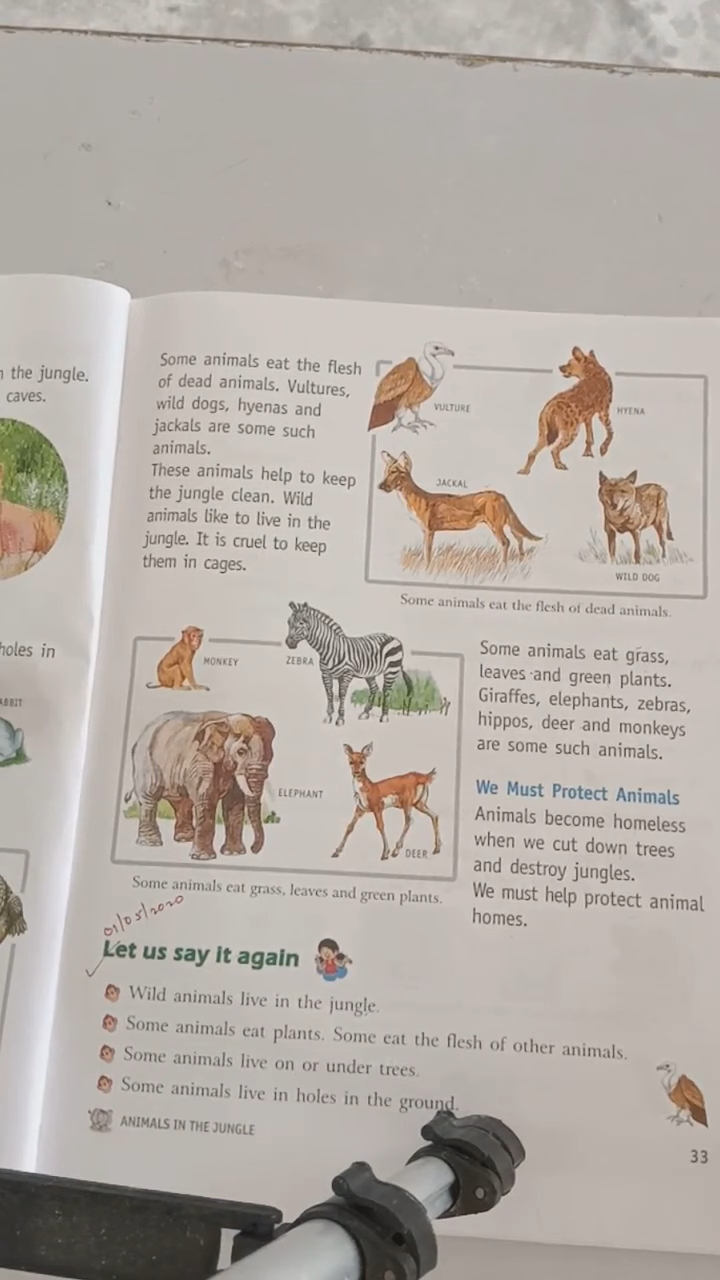 n the jungle.
caves.
holes in
ABBIT
Some animals eat the flesh
of dead animals. Vultures,
wild dogs, hyenas and
jackals are some such
animals.
These animals help to keep
the jungle clean. Wild
animals like to live in the
jungle. It is cruel to keep
them in cages.
VULTURE
HYENA
JACKAL
WILD DOG
Some animals eat the flesh of dead animals.
MONKEY
ZEBRA
ELEPHANT
DEER
Some animals eat grass, leaves and green plants.
Some animals eat grass,
leaves and green plants.
Giraffes, elephants, zebras,
hippos, deer and monkeys
are some such animals.
We Must Protect Animals
Animals become homeless
when we cut down trees
and destroy jungles.
We must help protect animal
homes.
01/05/2020
Let us say it again
Wild animals live in the jungle.
Some animals eat plants. Some eat the flesh of other animals.
Some animals live on or under trees.
Some animals live in holes in the ground.
ANIMALS IN THE JUNGLE
33